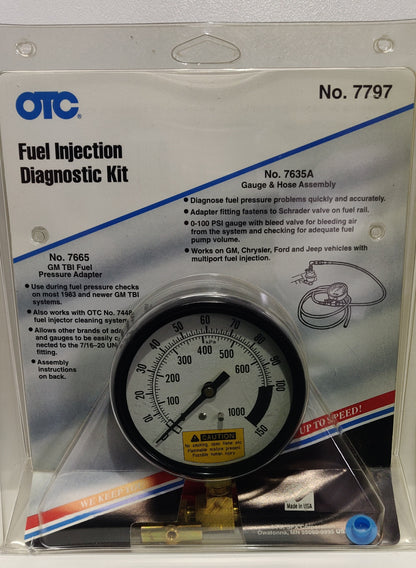 OTC®
No. 7797
Fuel Injection
Diagnostic Kit
No. 7635A
Gauge & Hose Assembly
• Diagnose fuel pressure problems quickly and accurately.
• Adapter fitting fastens to Schrader valve on fuel rail.
• 0-100 PSI gauge with bleed valve for bleeding air
from the system and checking for adequate fuel
pump volume.
• Works on GM, Chrysler, Ford and Jeep vehicles with
multiport fuel injection.
No. 7665
GM TBI Fuel
Pressure Adapter
• Use during fuel pressure checks
on most 1983 and newer GM TBI
systems.
• Also works with OTC No. 7448
fuel injector cleaning
• Allows other brands of
and gauges to be easily
nected to the 7/16-20
fitting.
• Assembly
instructions
on back.
10 20 30 40 50 60 70 80 90 100 150
100 200 300 400 500 600 1000
CAUTION
WE KEEP
UP TO SPEED!
Made in USA
Owatonna, MN